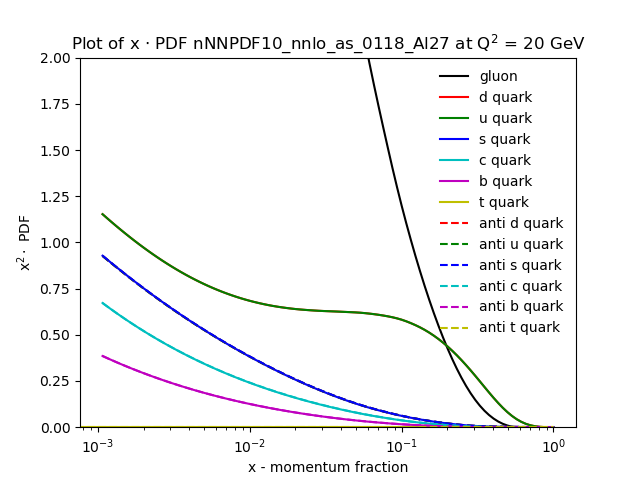 Plot of x · PDF nNNPDF10_nnlo_as_0118_Al27 at Q² = 20 GeV
2.00
1.75
1.50
1.25
1.00
0.75
0.50
0.25
0.00
x² · PDF
gluon
d quark
u quark
s quark
c quark
b quark
t quark
anti d quark
anti u quark
anti s quark
anti c quark
anti b quark
anti t quark
10⁻³ 10⁻² 10⁻¹ 10⁰
x - momentum fraction